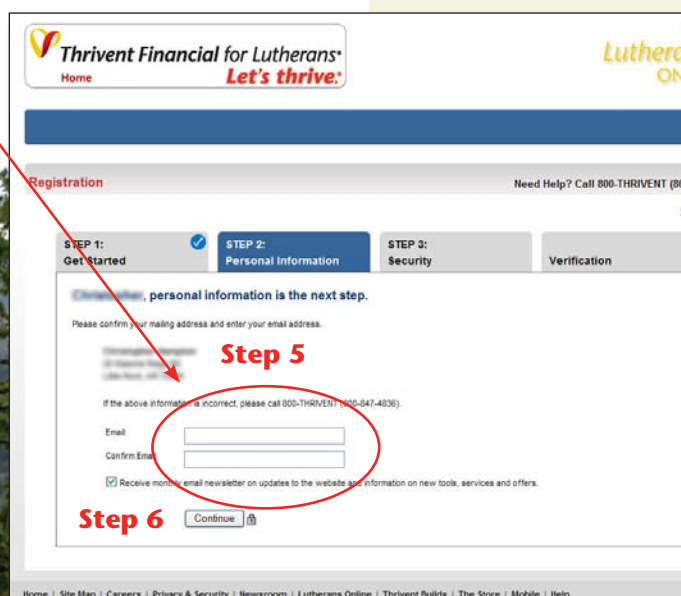 Thrivent Financial for Lutherans
Home
Let's thrive.
Registration
Need Help? Call 800-THRIVENT
STEP 1:
Get Started
STEP 2:
Personal Information
STEP 3:
Security
Verification
, personal information is the next step.
Please confirm your mailing address and enter your email address.
Step 5
If the above information is incorrect, please call 800-THRIVENT (800-847-4836).
Email
Confirm Email
Receive monthly email newsletter on updates to the website and information on new tools, services and offers.
Step 6
Continue
Home | Site Map | Careers | Privacy & Security | Newsroom | Lutherans Online | Thrivent Builds | The Store | Mobile | Help